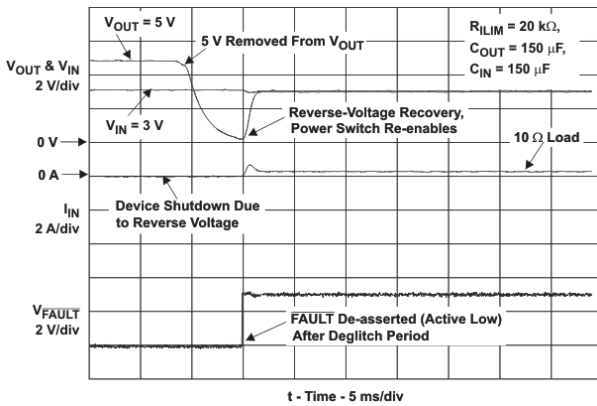 V_OUT = 5 V
5 V Removed From V_OUT
R_ILIM = 20 kΩ,
C_OUT = 150 µF,
C_IN = 150 µF
V_OUT & V_IN
2 V/div
V_IN = 3 V
Reverse-Voltage Recovery,
Power Switch Re-enables
0 V
10 Ω Load
0 A
Device Shutdown Due
to Reverse Voltage
I_IN
2 A/div
V_FAULT
2 V/div
FAULT De-asserted (Active Low)
After Deglitch Period
t - Time - 5 ms/div